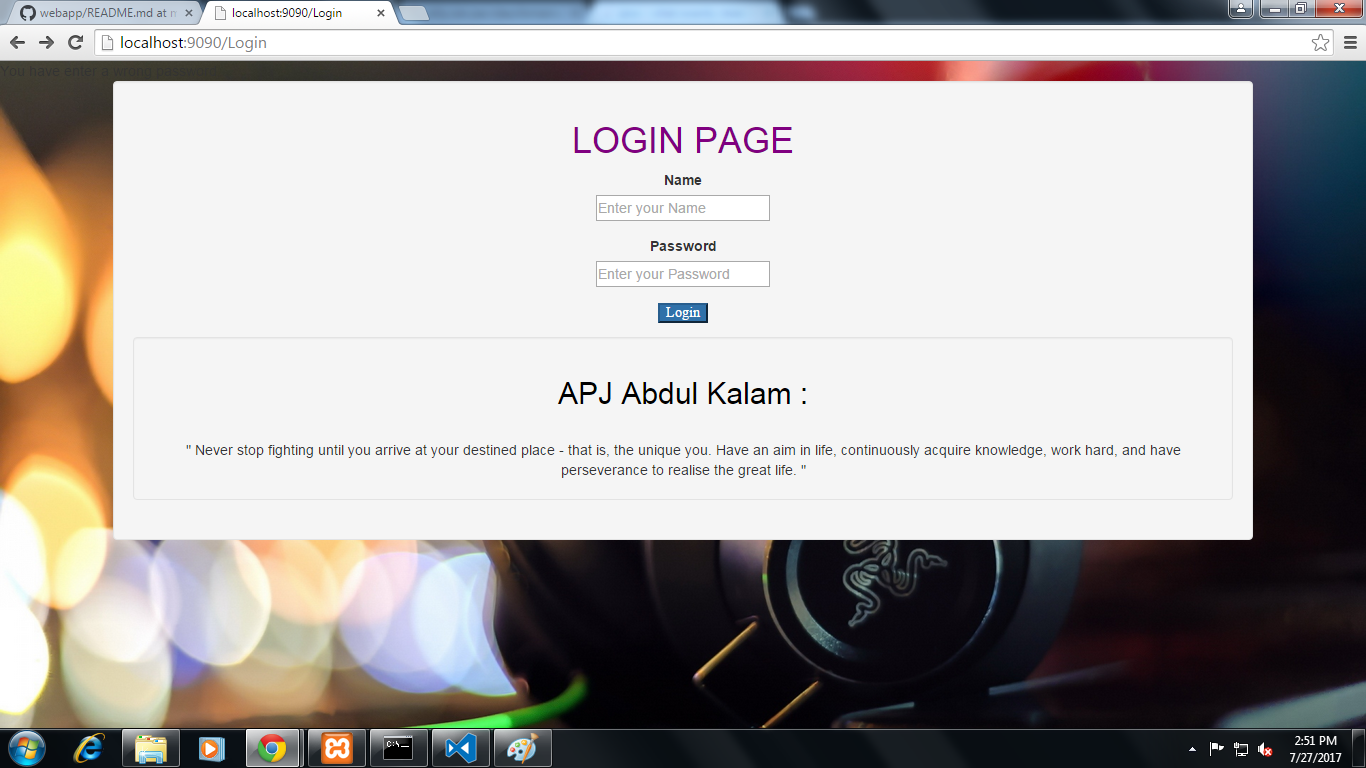 webapp/README.md at m
localhost:9090/Login
localhost:9090/Login
You have enter a wrong
LOGIN PAGE
Name
Enter your Name
Password
Enter your Password
Login
APJ Abdul Kalam :
" Never stop fighting until you arrive at your destined place - that is, the unique you. Have an aim in life, continuously acquire knowledge, work hard, and have
perseverance to realise the great life. "
C:\
2:51 PM
7/27/2017